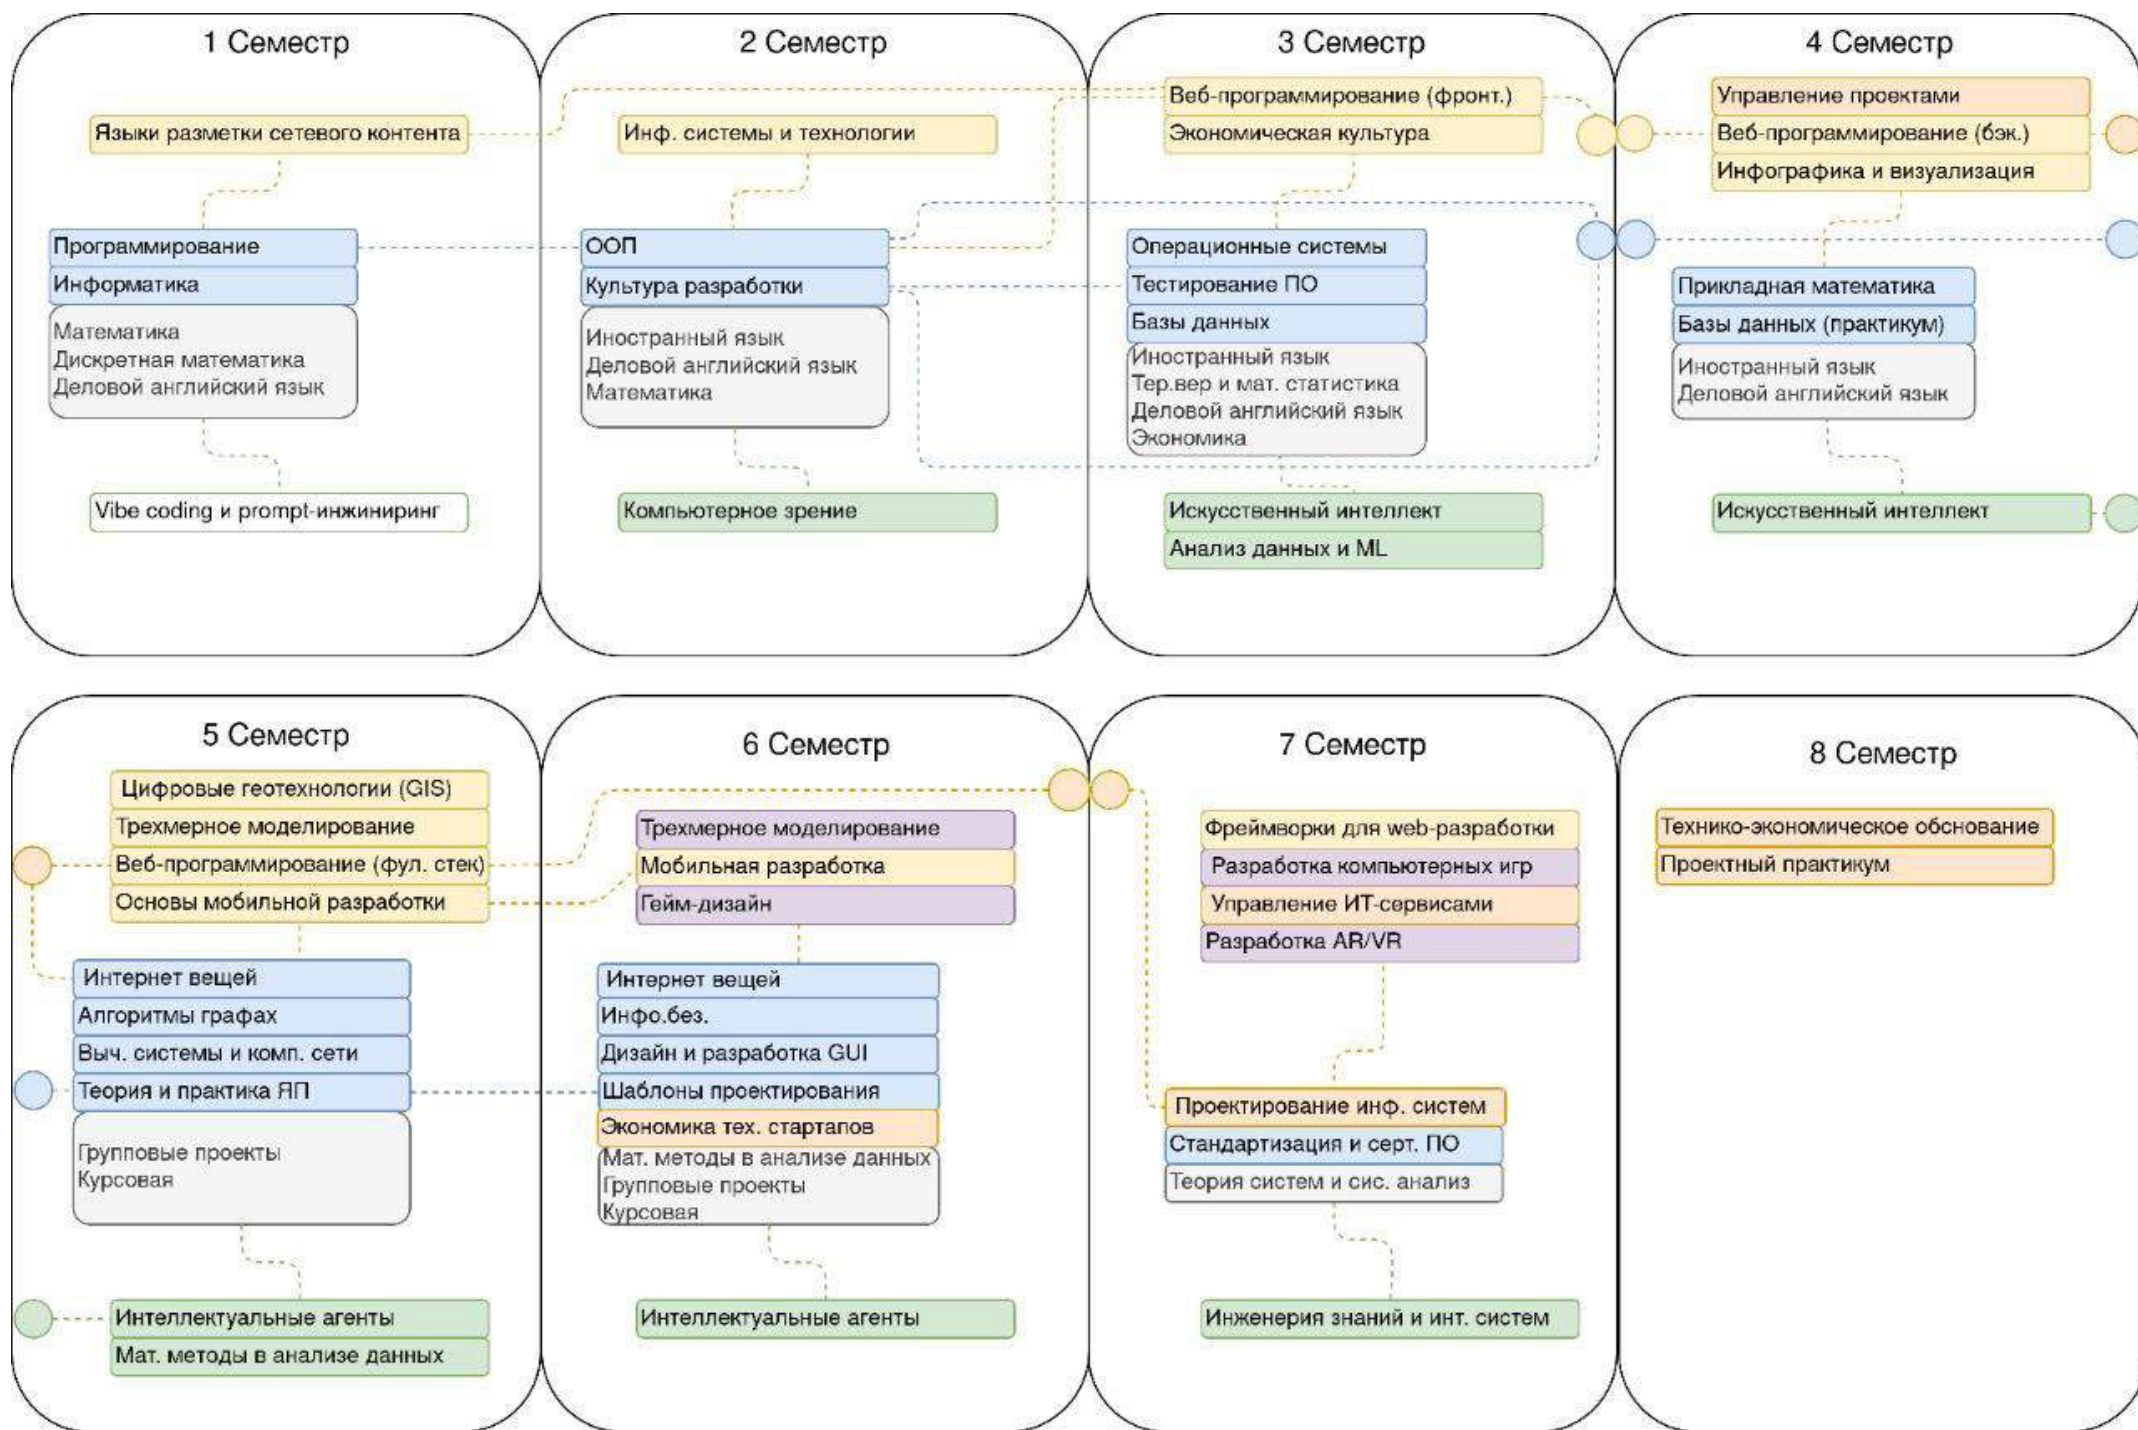 1 Семестр
Языки разметки сетевого контента
Программирование
Информатика
Математика
Дискретная математика
Деловой английский язык
Vibe coding и prompt-инжиниринг
2 Семестр
Инф. системы и технологии
ООП
Культура разработки
Иностранный язык
Деловой английский язык
Математика
Компьютерное зрение
3 Семестр
Веб-программирование (фронт.)
Экономическая культура
Операционные системы
Тестирование ПО
Базы данных
Иностранный язык
Тер.вер и мат. статистика
Деловой английский язык
Экономика
Искусственный интеллект
Анализ данных и ML
4 Семестр
Управление проектами
Веб-программирование (бэк.)
Инфографика и визуализация
Прикладная математика
Базы данных (практикум)
Иностранный язык
Деловой английский язык
Искусственный интеллект
5 Семестр
Цифровые геотехнологии (GIS)
Трехмерное моделирование
Веб-программирование (фул. стек)
Основы мобильной разработки
Интернет вещей
Алгоритмы графах
Выч. системы и комп. сети
Теория и практика ЯП
Групповые проекты
Курсовая
Интеллектуальные агенты
Мат. методы в анализе данных
6 Семестр
Трехмерное моделирование
Мобильная разработка
Гейм-дизайн
Интернет вещей
Инфо.без.
Дизайн и разработка GUI
Шаблоны проектирования
Экономика тех. стартапов
Мат. методы в анализе данных
Групповые проекты
Курсовая
Интеллектуальные агенты
7 Семестр
Фреймворки для web-разработки
Разработка компьютерных игр
Управление ИТ-сервисами
Разработка AR/VR
Проектирование инф. систем
Стандартизация и серт. ПО
Теория систем и сис. анализ
Инженерия знаний и инт. систем
8 Семестр
Технико-экономическое обснование
Проектный практикум